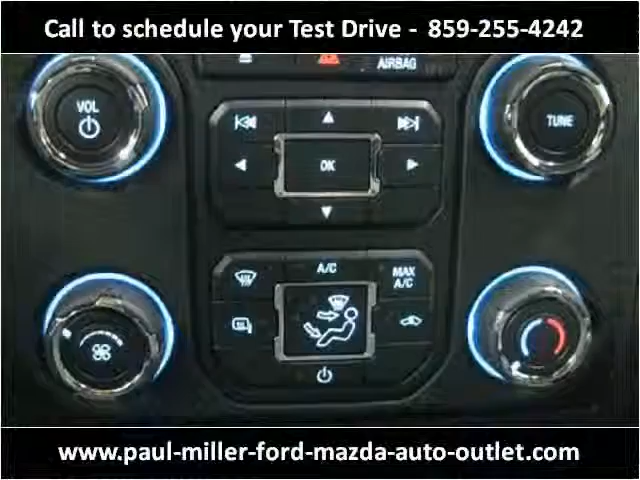 Call to schedule your Test Drive - 859-255-4242
AIRBAG
VOL
TUNE
OK
A/C
MAX
A/C
www.paul-miller-ford-mazda-auto-outlet.com